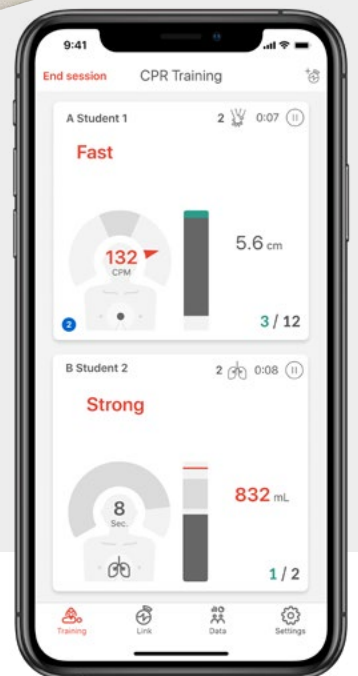 9:41
End session CPR Training
A Student 1 2 0:07
Fast
132
CPM
5.6 cm
2
3 / 12
B Student 2 2 0:08
Strong
8
Sec.
832 mL
1 / 2
Training Link Data Settings